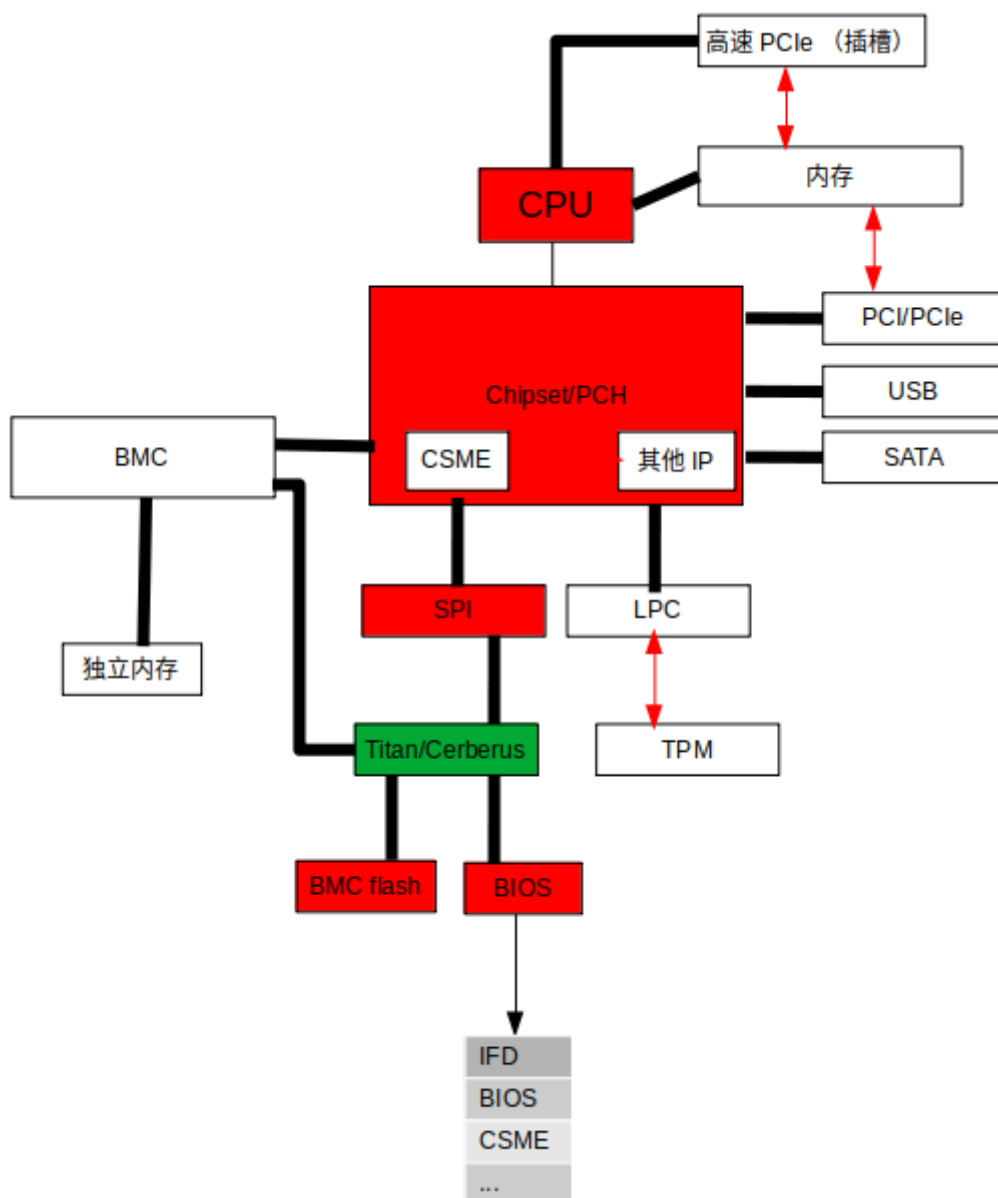 高速 PCIe （插槽）
内存
CPU
PCI/PCIe
Chipset/PCH
USB
BMC
CSME
其他 IP
SATA
SPI
LPC
独立内存
Titan/Cerberus
TPM
BMC flash
BIOS
IFD
BIOS
CSME
...